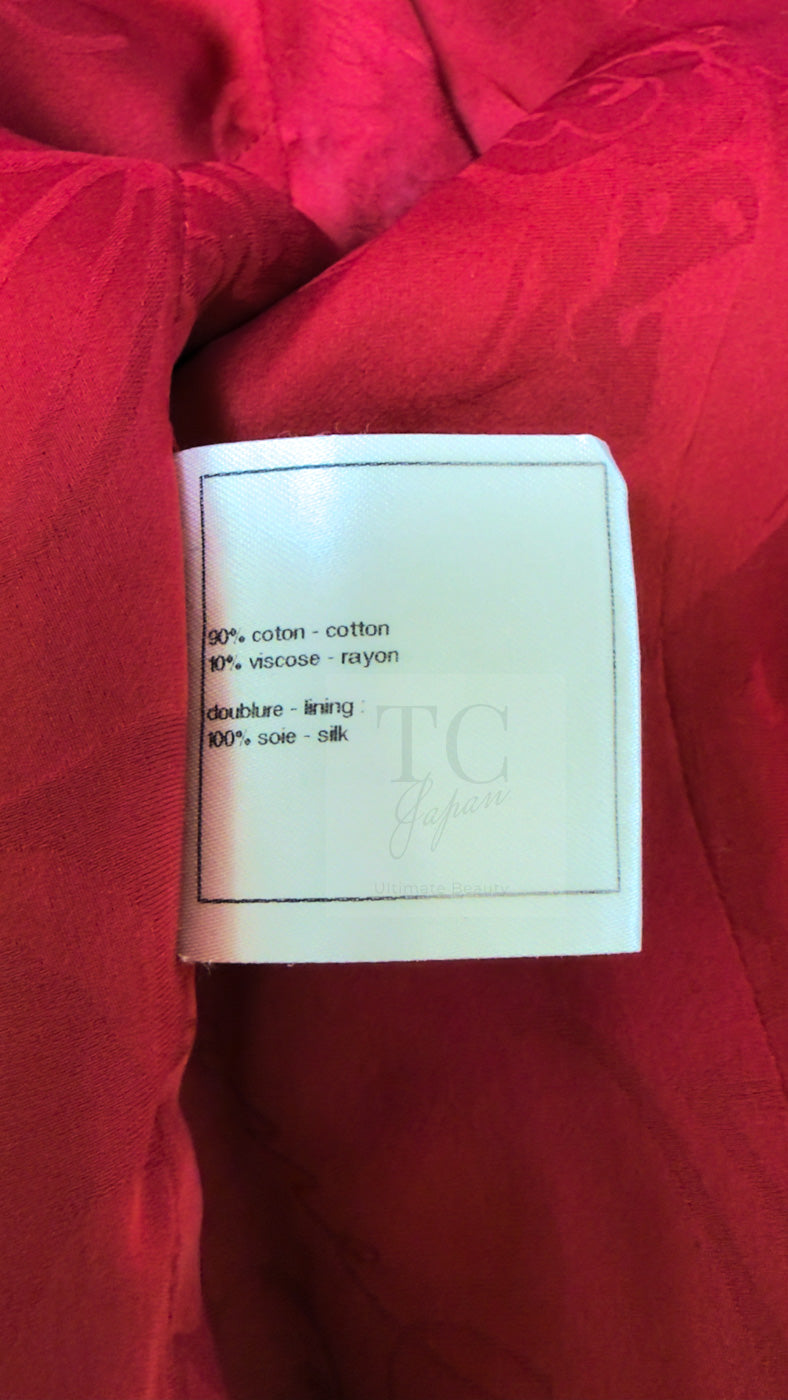 90% coton - cotton
10% viscose - rayon
doublure - lining :
100% soie - silk
TC
Japan
Ultimate Beauty